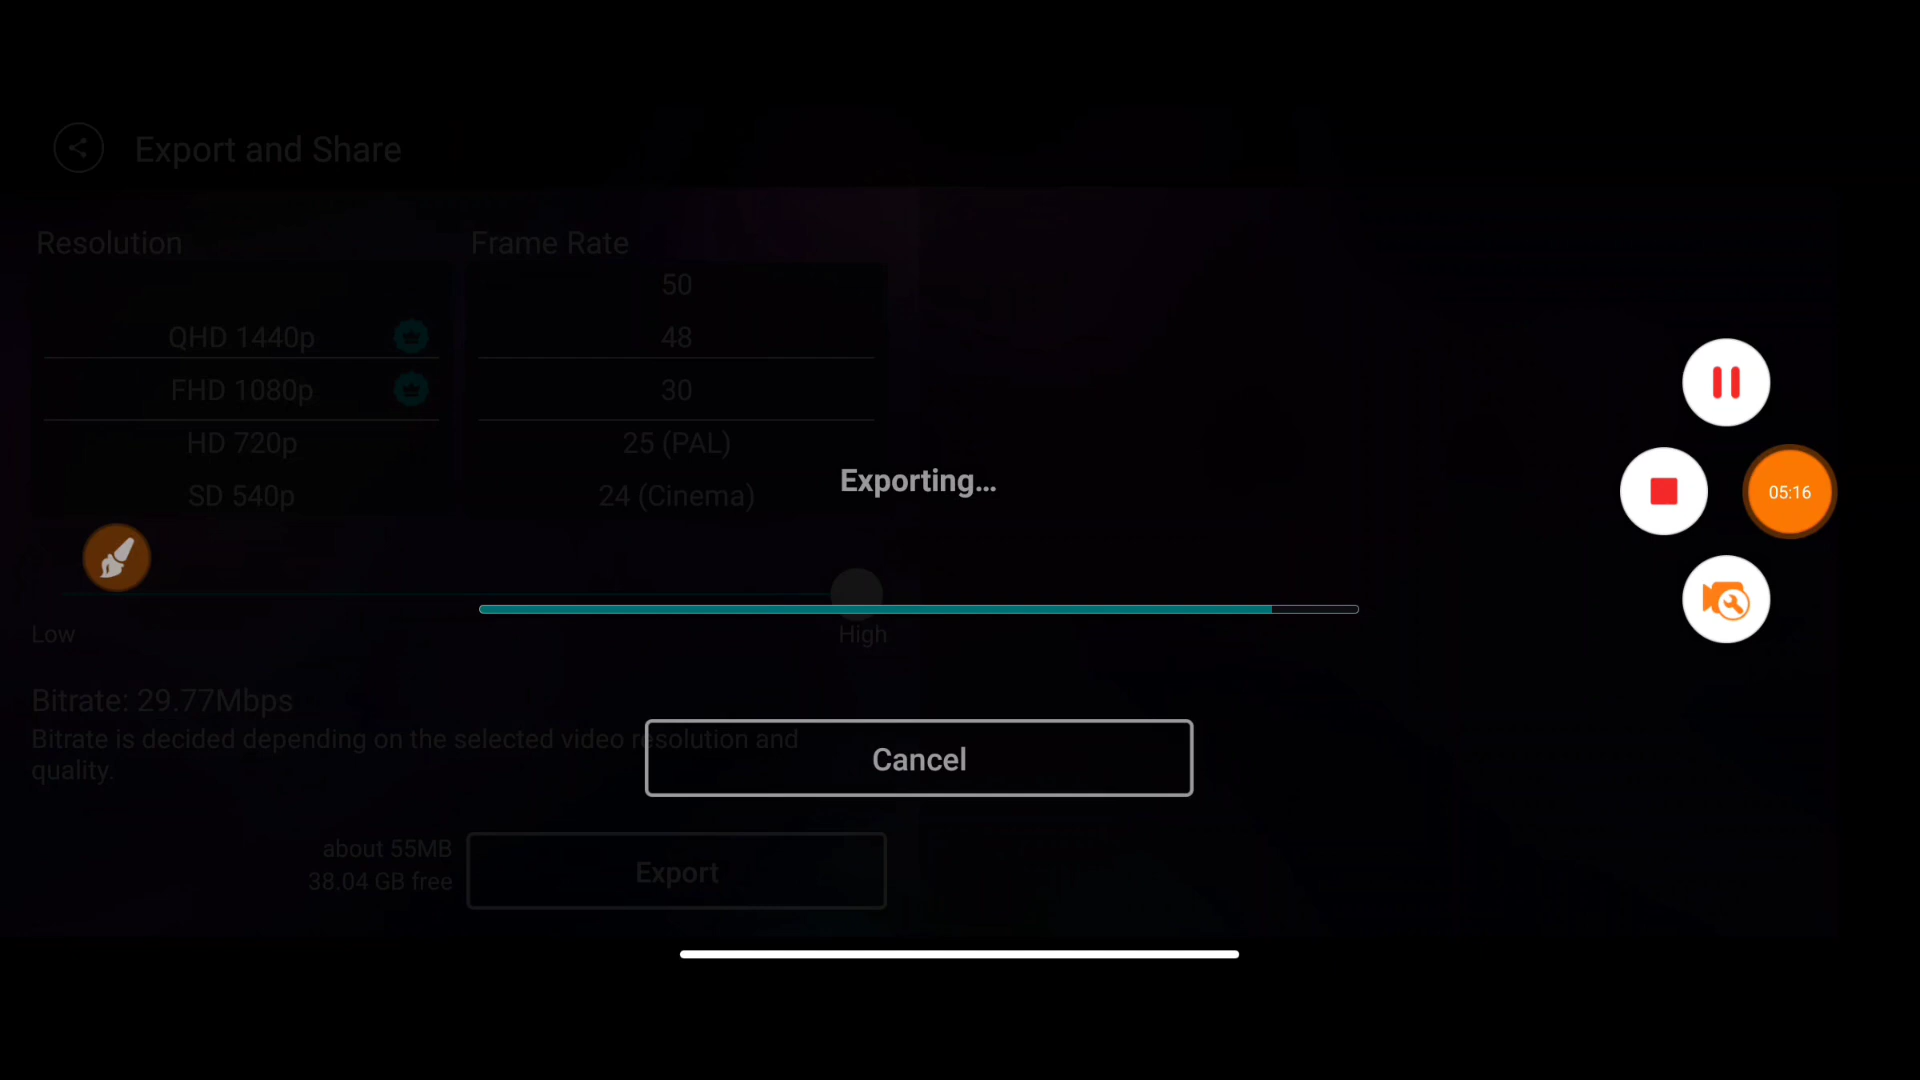 Export and Share
Resolution
Frame Rate
50
QHD 1440p
48
FHD 1080p
30
HD 720p
25 (PAL)
SD 540p
24 (Cinema)
Exporting...
05:16
Low
High
Bitrate: 29.77Mbps
Bitrate is decided depending on the selected video resolution and
quality.
Cancel
about 55MB
38.04 GB free
Export